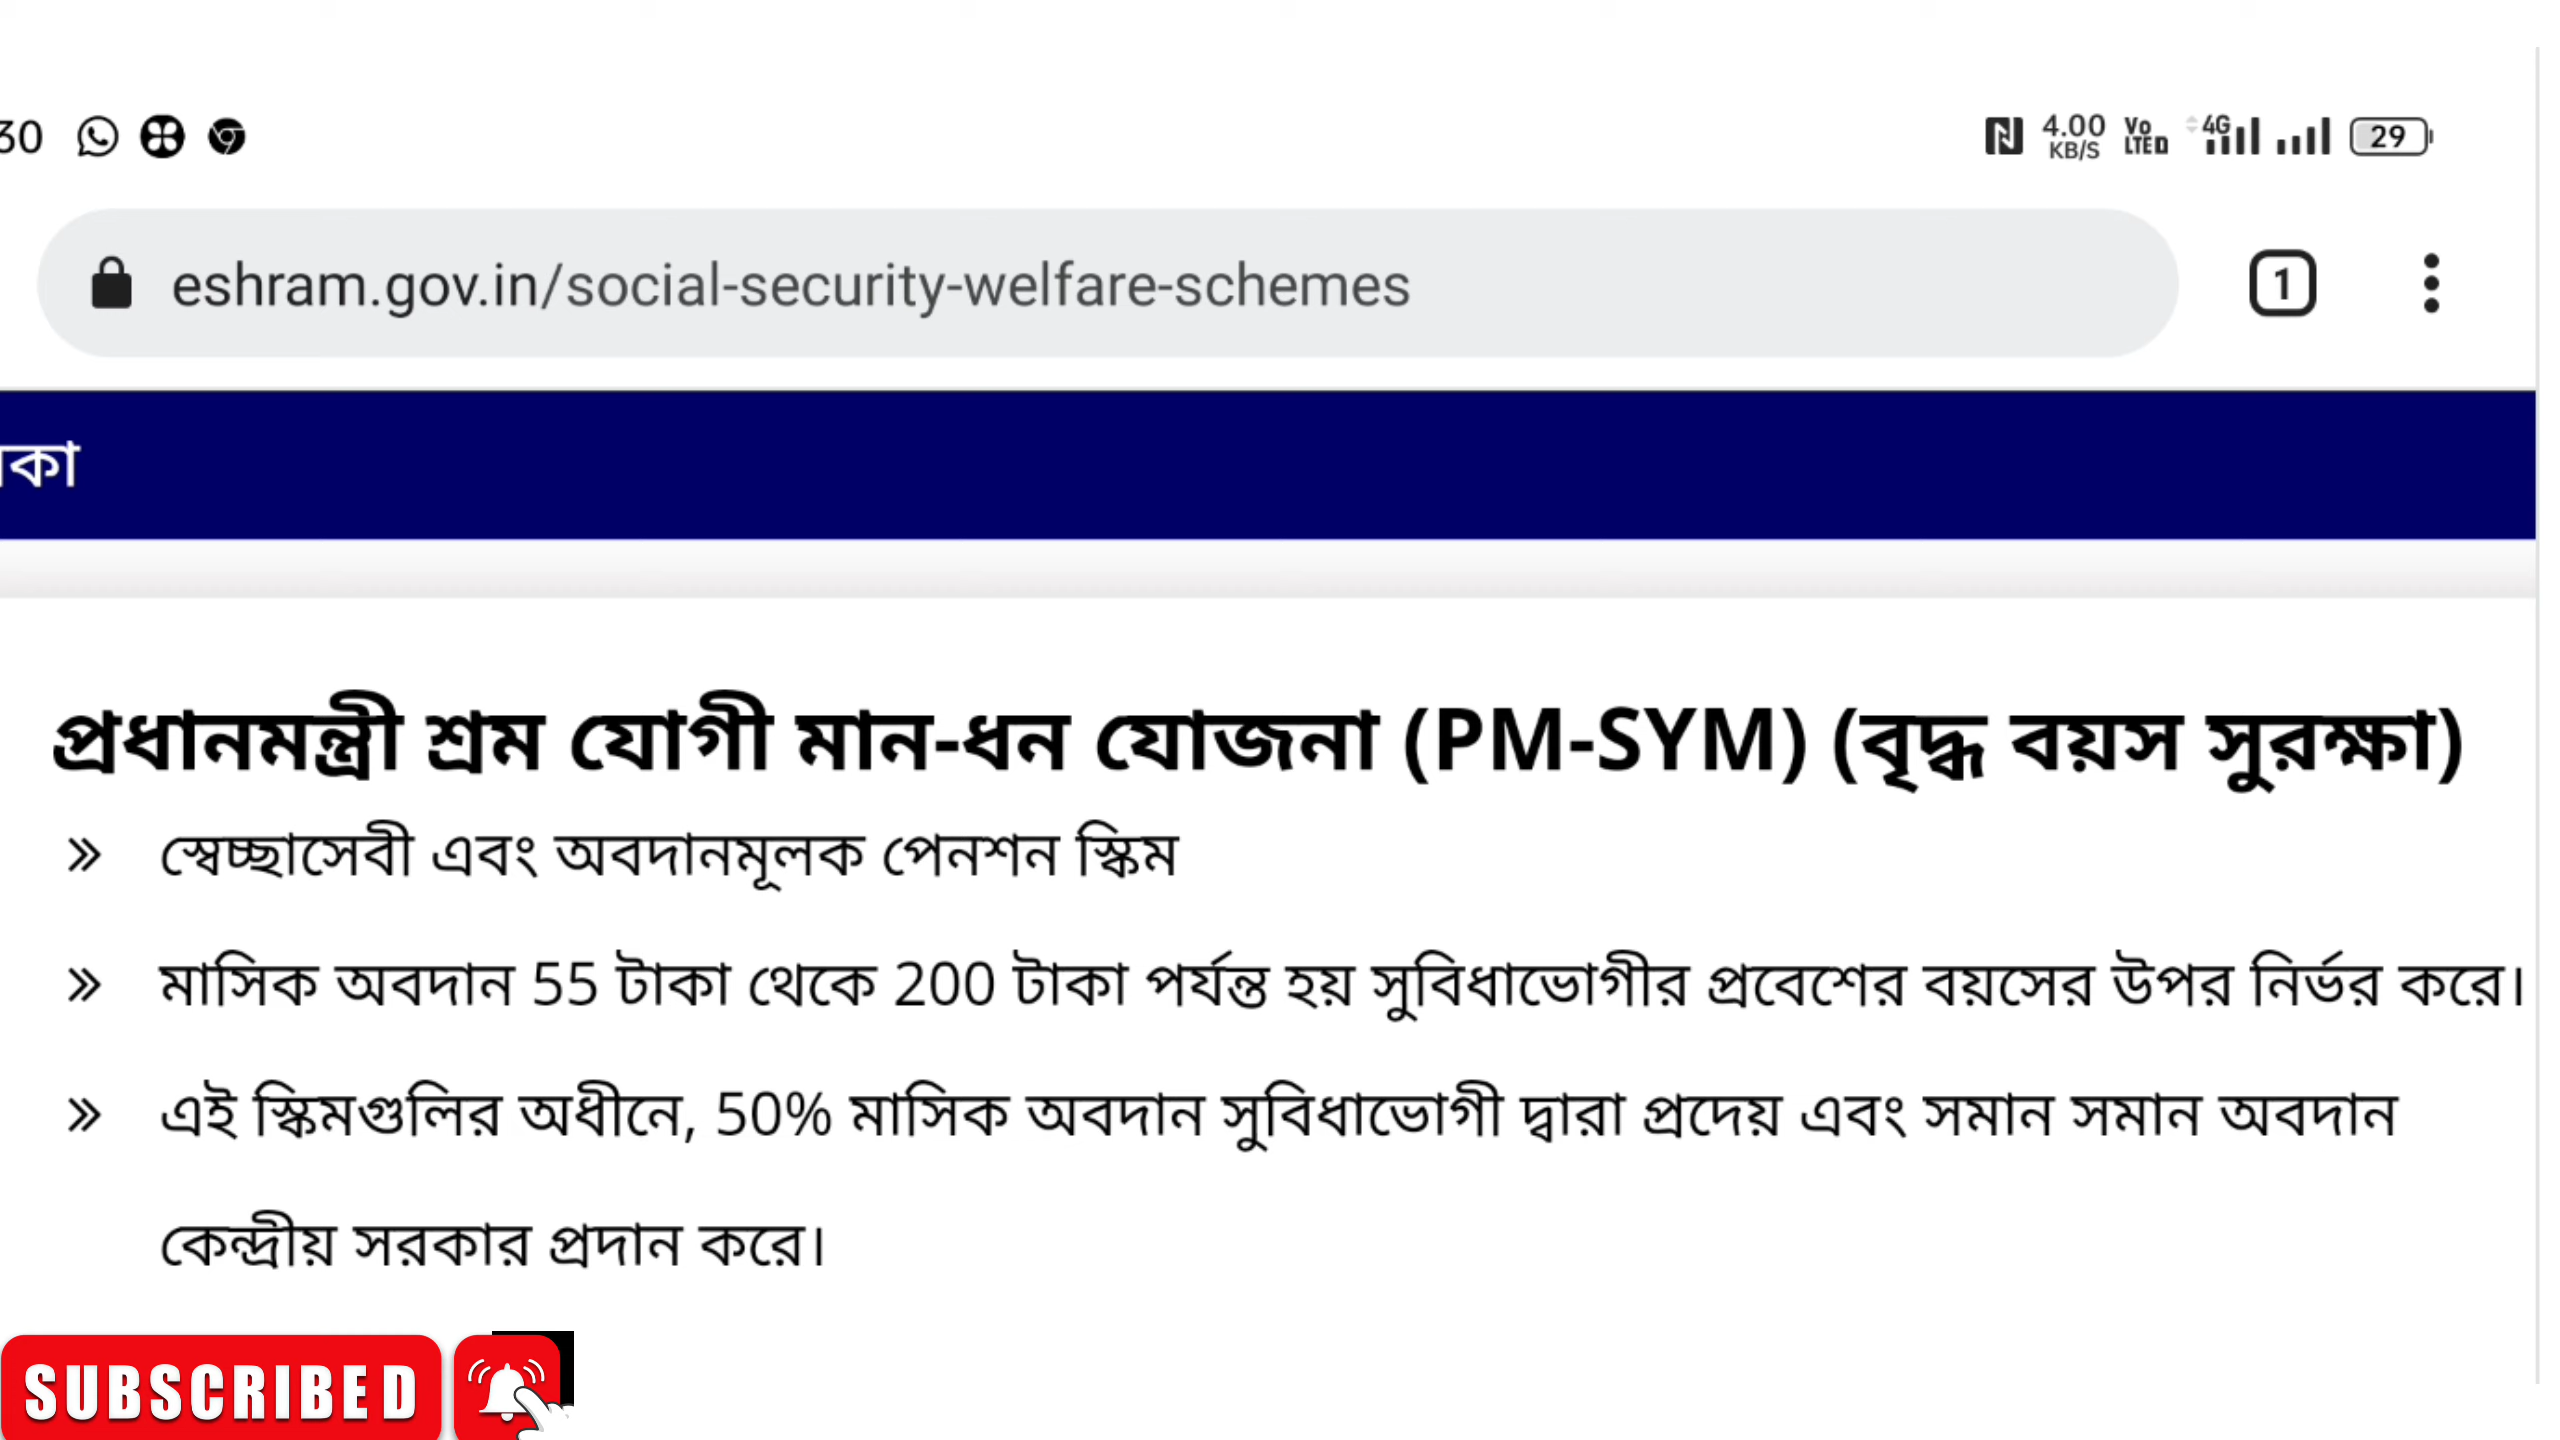 30
4.00 KB/S
Vo LTE
4G
29
eshram.gov.in/social-security-welfare-schemes
1
কা
প্রধানমন্ত্রী শ্রম যোগী মান-ধন যোজনা (PM-SYM) (বৃদ্ধ বয়স সুরক্ষা)
» স্বেচ্ছাসেবী এবং অবদানমূলক পেনশন স্কিম
» মাসিক অবদান 55 টাকা থেকে 200 টাকা পর্যন্ত হয় সুবিধাভোগীর প্রবেশের বয়সের উপর নির্ভর করে।
» এই স্কিমগুলির অধীনে, 50% মাসিক অবদান সুবিধাভোগী দ্বারা প্রদেয় এবং সমান সমান অবদান
কেন্দ্রীয় সরকার প্রদান করে।
SUBSCRIBED